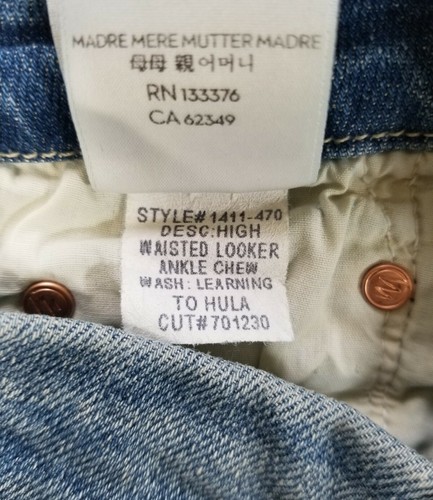 MADRE MERE MUTTER MADRE
母母 親 어머니
RN 133376
CA 62349
STYLE# 1411-470
DESC:HIGH
WAISTED LOOKER
ANKLE CHEW
WASH: LEARNING
TO HULA
CUT# 701230